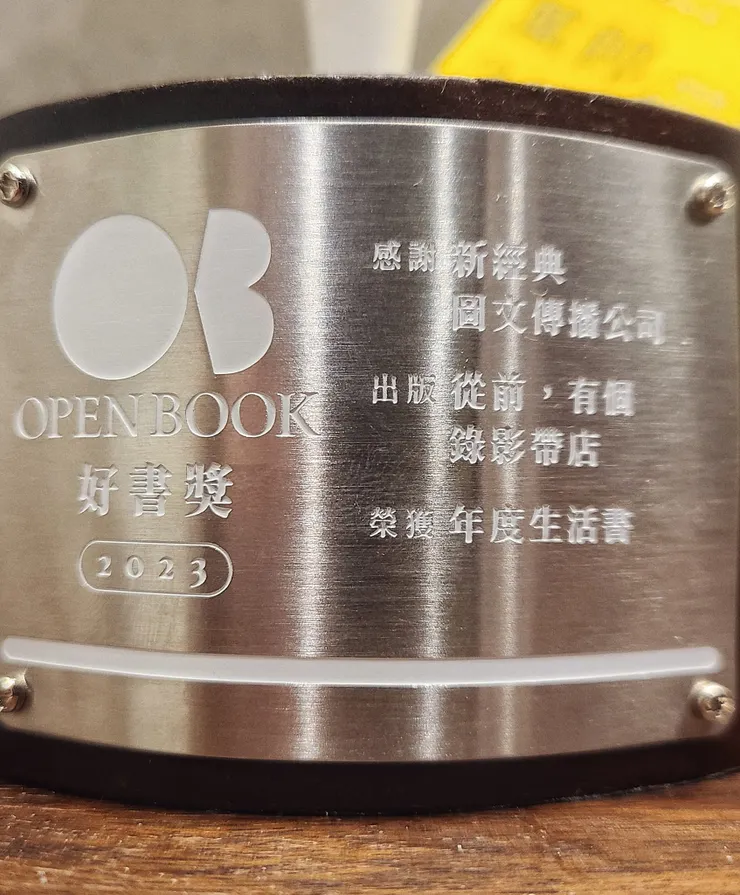 OPEN BOOK
好書獎
2023
感謝 新經典
圖文傳播公司
出版 從前，有個
錄影帶店
榮獲 年度生活書